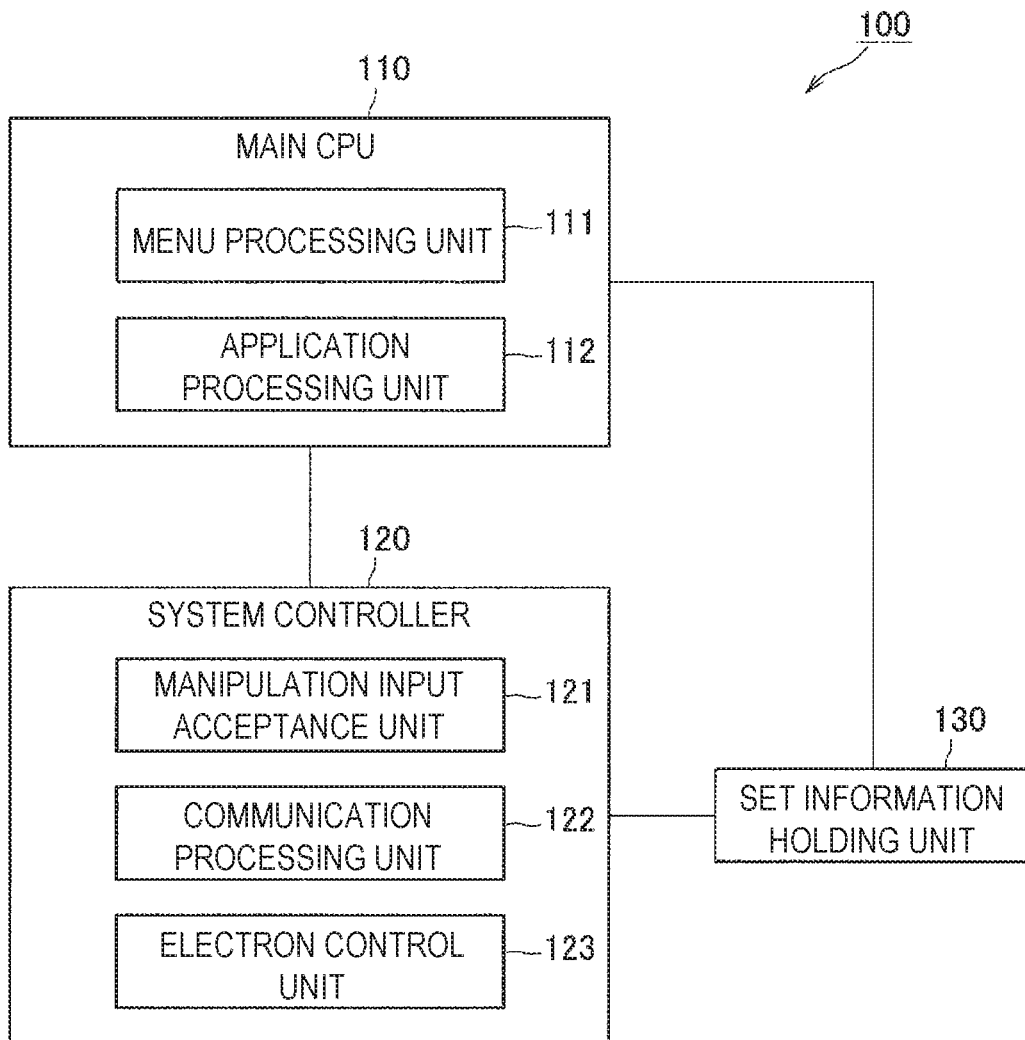 100
110
MAIN CPU
MENU PROCESSING UNIT
111
APPLICATION
PROCESSING UNIT
112
120
SYSTEM CONTROLLER
MANIPULATION INPUT
ACCEPTANCE UNIT
121
COMMUNICATION
PROCESSING UNIT
122
ELECTRON CONTROL
UNIT
123
130
SET INFORMATION
HOLDING UNIT